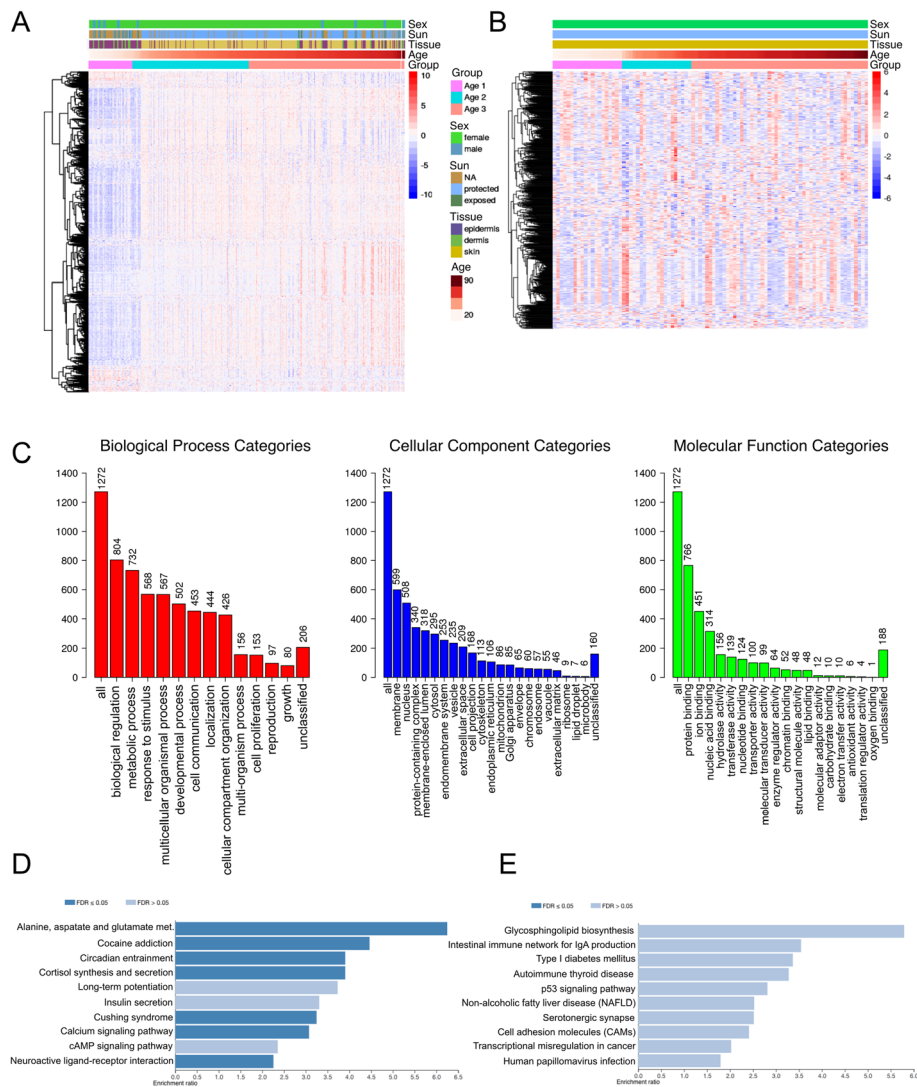 A
B
Sex
Sun
Tissue
Age
Group
10
5
0
-5
-10
Group
Age 1
Age 2
Age 3
Sex
female
male
Sun
NA
protected
exposed
Tissue
epidermis
dermis
skin
Age
90
20
Sex
Sun
Tissue
Age
Group
6
4
2
0
-2
-4
-6
C
Biological Process Categories
1400
1200
1000
800
600
400
200
0
1272
804
732
568
567
502
453
444
426
156
153
97
80
206
all
biological regulation
metabolic process
response to stimulus
multicellular organismal process
developmental process
cell communication
localization
cellular compartment organization
multi-organism process
cell proliferation
reproduction
growth
unclassified
Cellular Component Categories
1400
1200
1000
800
600
400
200
0
1272
599
508
340
318
295
253
235
209
168
113
106
86
85
65
60
57
55
46
9
7
6
160
all
membrane
nucleus
protein-containing complex
membrane-enclosed lumen
cytosol
endomembrane system
vesicle
extracellular space
cell projection
cytoskeleton
endoplasmic reticulum
mitochondrion
Golgi apparatus
envelope
chromosome
endosome
vacuole
extracellular matrix
ribosome
lipid droplet
microbody
unclassified
Molecular Function Categories
1400
1200
1000
800
600
400
200
0
1272
766
451
314
156
139
124
100
99
64
52
48
48
12
10
10
6
4
1
188
all
protein binding
ion binding
nucleic acid binding
hydrolase activity
transferase activity
nucleotide binding
transporter activity
molecular transducer activity
enzyme regulator activity
chromatin binding
structural molecule activity
lipid binding
molecular adaptor activity
carbohydrate binding
electron transfer activity
antioxidant activity
translation regulator activity
oxygen binding
unclassified
D
FDR ≤ 0.05
FDR > 0.05
Alanine, aspartate and glutamate met.
Cocaine addiction
Circadian entrainment
Cortisol synthesis and secretion
Long-term potentiation
Insulin secretion
Cushing syndrome
Calcium signaling pathway
cAMP signaling pathway
Neuroactive ligand-receptor interaction
0.0 0.5 1.0 1.5 2.0 2.5 3.0 3.5 4.0 4.5 5.0 5.5 6.0 6.5
Enrichment ratio
E
FDR ≤ 0.05
FDR > 0.05
Glycosphingolipid biosynthesis
Intestinal immune network for IgA production
Type I diabetes mellitus
Autoimmune thyroid disease
p53 signaling pathway
Non-alcoholic fatty liver disease (NAFLD)
Serotonergic synapse
Cell adhesion molecules (CAMs)
Transcriptional misregulation in cancer
Human papillomavirus infection
0.0 0.5 1.0 1.5 2.0 2.5 3.0 3.5 4.0 4.5 5.0 5.5 6.0
Enrichment ratio